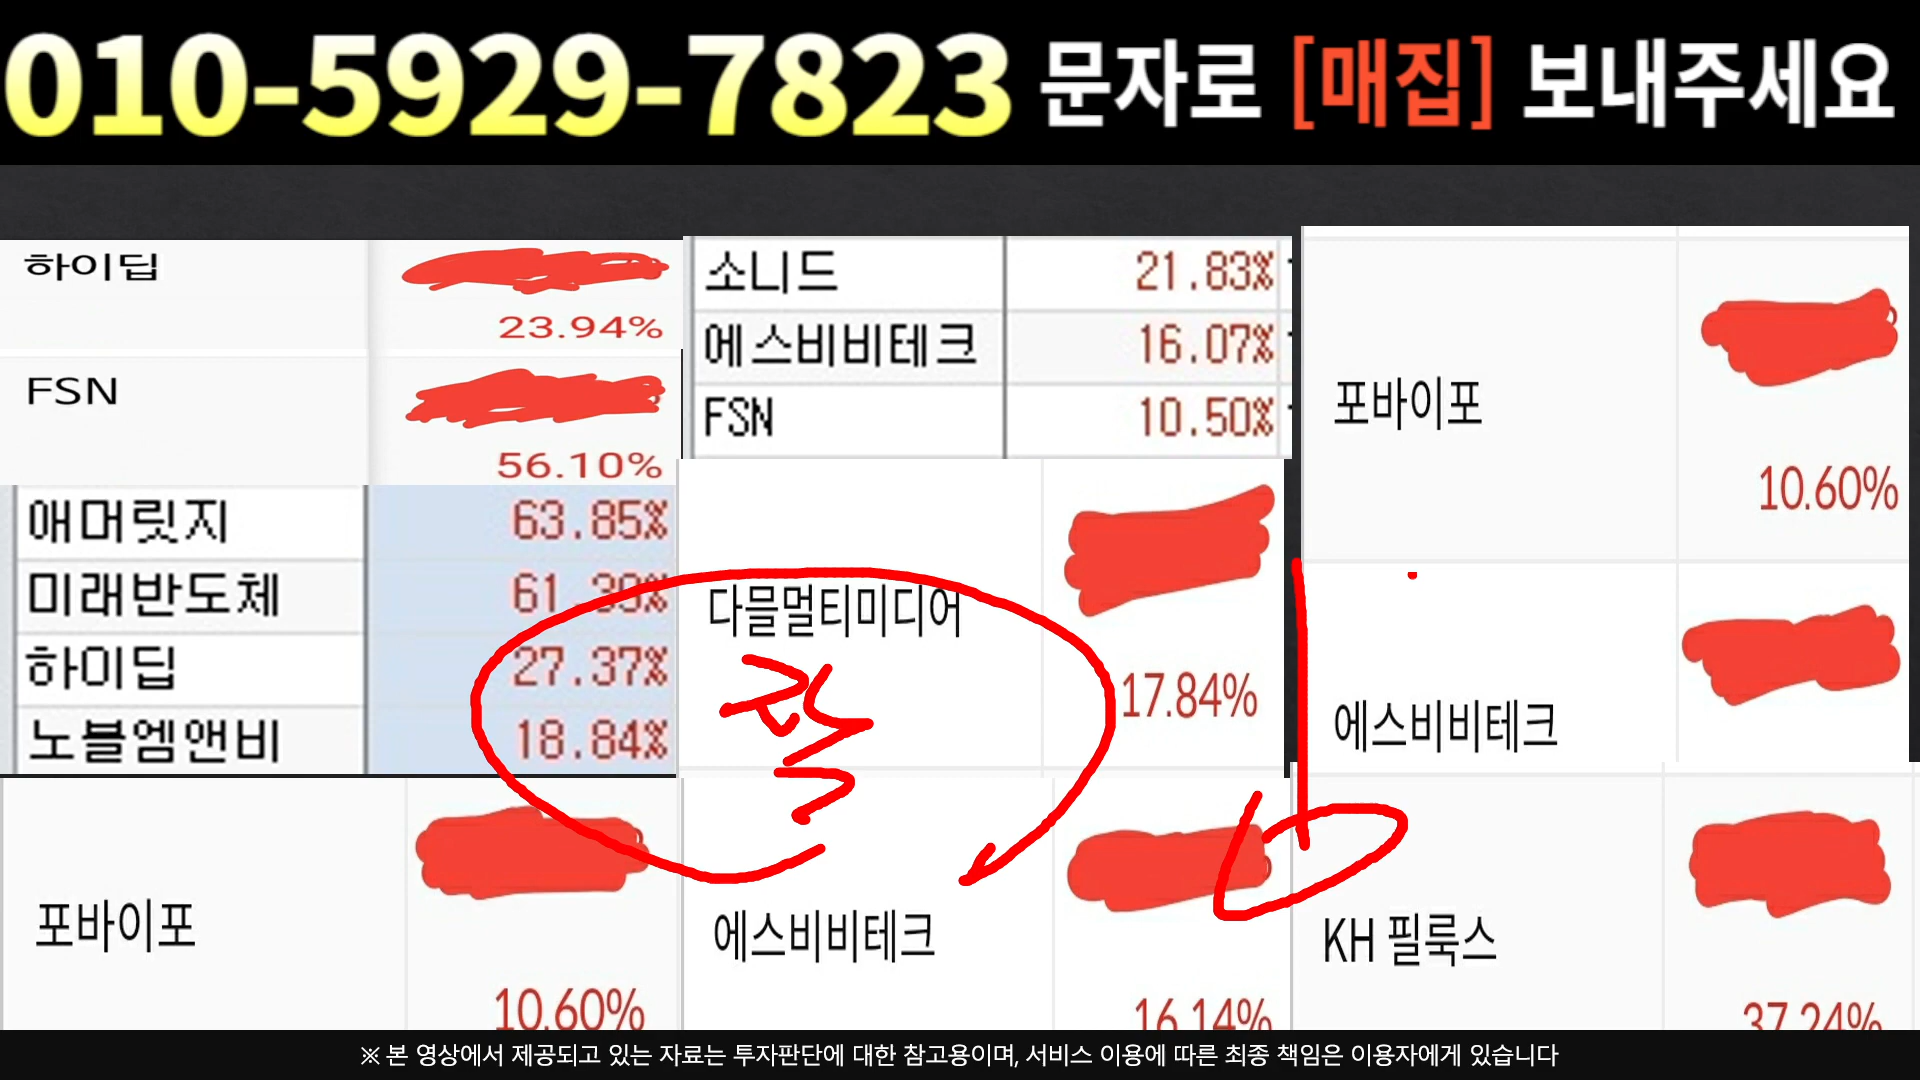 010-5929-7823 문자로 [매집] 보내주세요
하이딥
23.94%
FSN
56.10%
애머릿지 63.85%
미래반도체 61.39%
하이딥 27.37%
노블엠앤비 18.84%
소니드 21.83%
에스비비테크 16.07%
FSN 10.50%
다믈멀티미디어
17.84%
포바이포
10.60%
에스비비테크
포바이포
10.60%
에스비비테크
16.14%
KH 필룩스
37.24%
※ 본 영상에서 제공되고 있는 자료는 투자판단에 대한 참고용이며, 서비스 이용에 따른 최종 책임은 이용자에게 있습니다